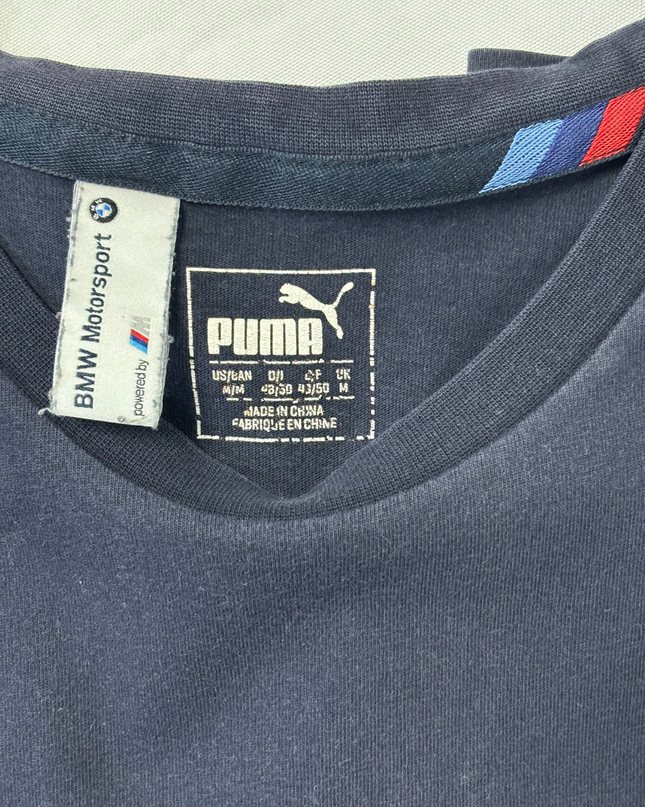 BMW Motorsport
powered by M
PUMA
US/CAN D/I F UK
M/M 48/50 48/50 M
MADE IN CHINA
FABRIQUE EN CHINE